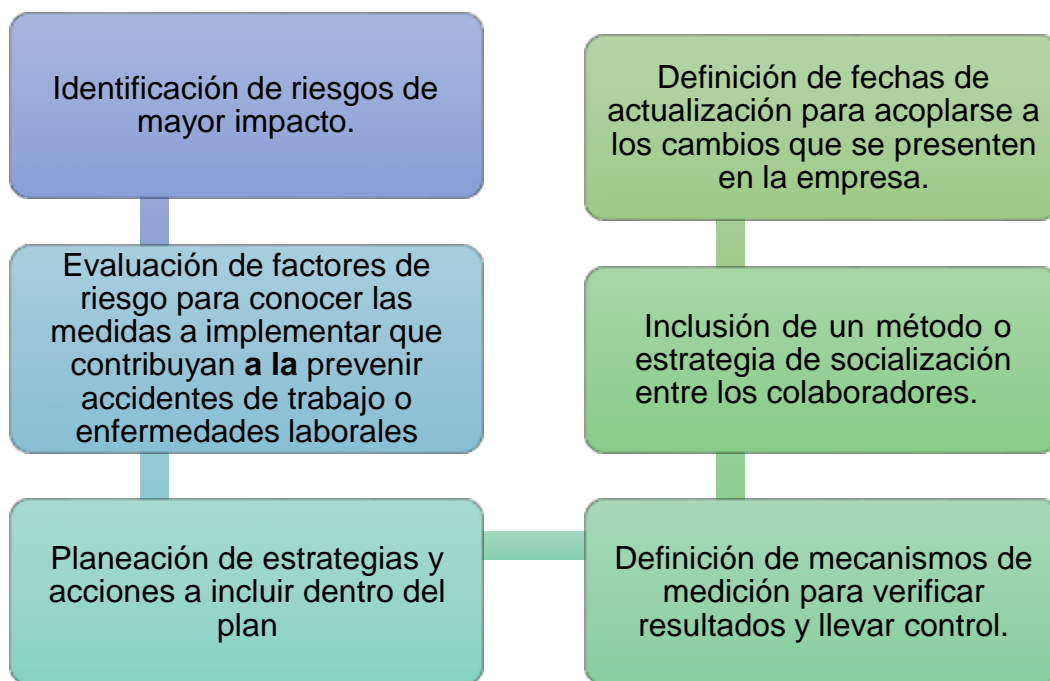 Identificación de riesgos de
mayor impacto.
Evaluación de factores de
riesgo para conocer las
medidas a implementar que
contribuyan a la prevenir
accidentes de trabajo o
enfermedades laborales
Planeación de estrategias y
acciones a incluir dentro del
plan
Definición de mecanismos de
medición para verificar
resultados y llevar control.
Inclusión de un método o
estrategia de socialización
entre los colaboradores.
Definición de fechas de
actualización para acoplarse a
los cambios que se presenten
en la empresa.